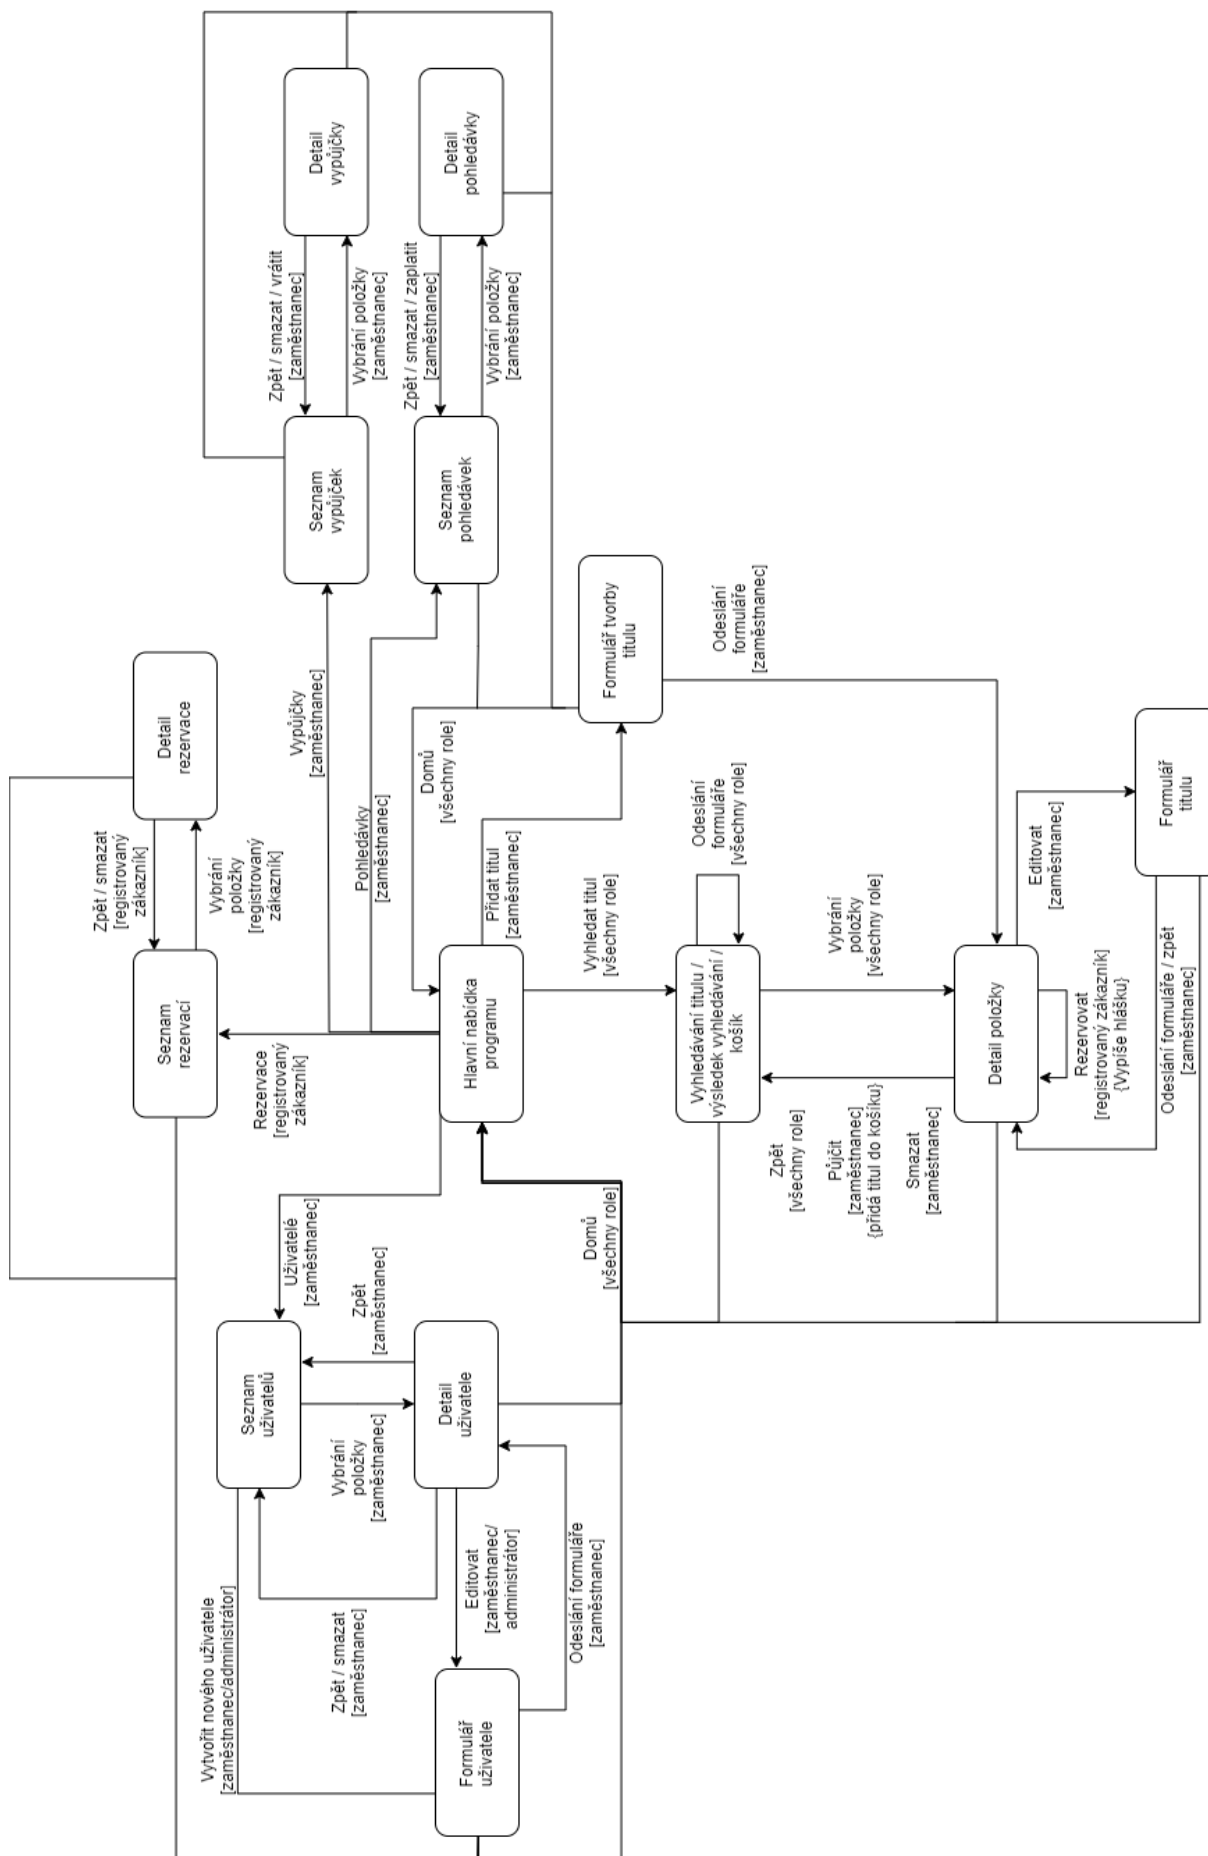 Zpět / smazat
[registrovaný
zákazník]
Detail
rezervace
Seznam
rezervací
Vytvořit nového uživatele
[zaměstnanec/administrátor]
Vybrání
položky
[registrovaný
zákazník]
Seznam
uživatelů
Rezervace
[registrovaný
zákazník]
Uživatelé
[zaměstnanec]
Vypůjčky
[zaměstnanec]
Zpět / smazat / vrátit
[zaměstnanec]
Seznam
vypůjček
Detail
vypůjčky
Zpět / smazat
[zaměstnanec]
Vybrání
položky
[zaměstnanec]
Zpět
[zaměstnanec]
Pohledávky
[zaměstnanec]
Vybrání položky
[zaměstnanec]
Zpět / smazat / zaplatit
[zaměstnanec]
Detail
uživatele
Domů
[všechny role]
Seznam
pohledávek
Detail
pohledávky
Formulář
uživatele
Editovat
[zaměstnanec/
administrátor]
Hlavní nabídka
programu
Přidat titul
[zaměstnanec]
Vybrání položky
[zaměstnanec]
Odeslání formuláře
[zaměstnanec]
Domů
[všechny role]
Vyhledat titul
[všechny role]
Formulář tvorby
titulu
Vyhledávání titulu /
výsledek vyhledávání /
košík
Odeslání
formuláře
[všechny role]
Odeslání
formuláře
[zaměstnanec]
Zpět
[všechny role]
Půjčit
[zaměstnanec]
{přidá titul do košíku}
Smazat
[zaměstnanec]
Vybrání
položky
[všechny role]
Detail položky
Editovat
[zaměstnanec]
Rezervovat
[registrovaný zákazník]
{Vypíše hlášku}
Odeslání formuláře / zpět
[zaměstnanec]
Formulář
titulu